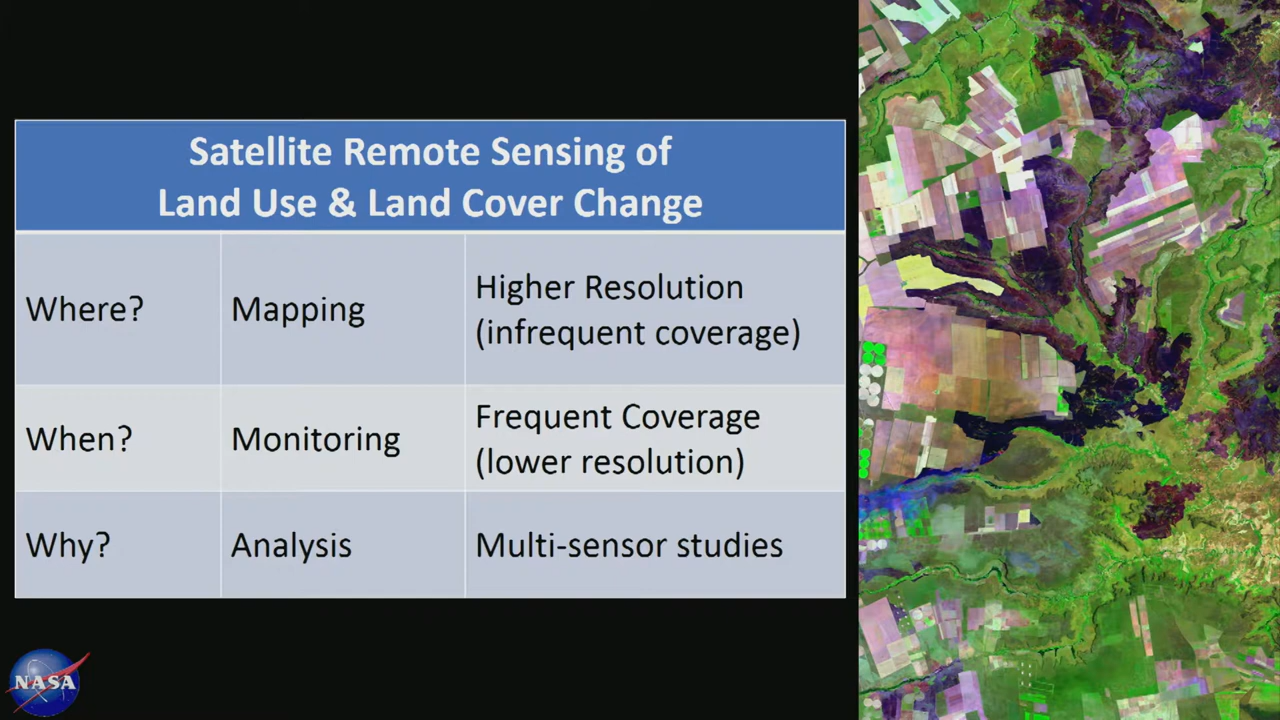 Satellite Remote Sensing of
Land Use & Land Cover Change
Where?
Mapping
Higher Resolution
(infrequent coverage)
When?
Monitoring
Frequent Coverage
(lower resolution)
Why?
Analysis
Multi-sensor studies
NASA